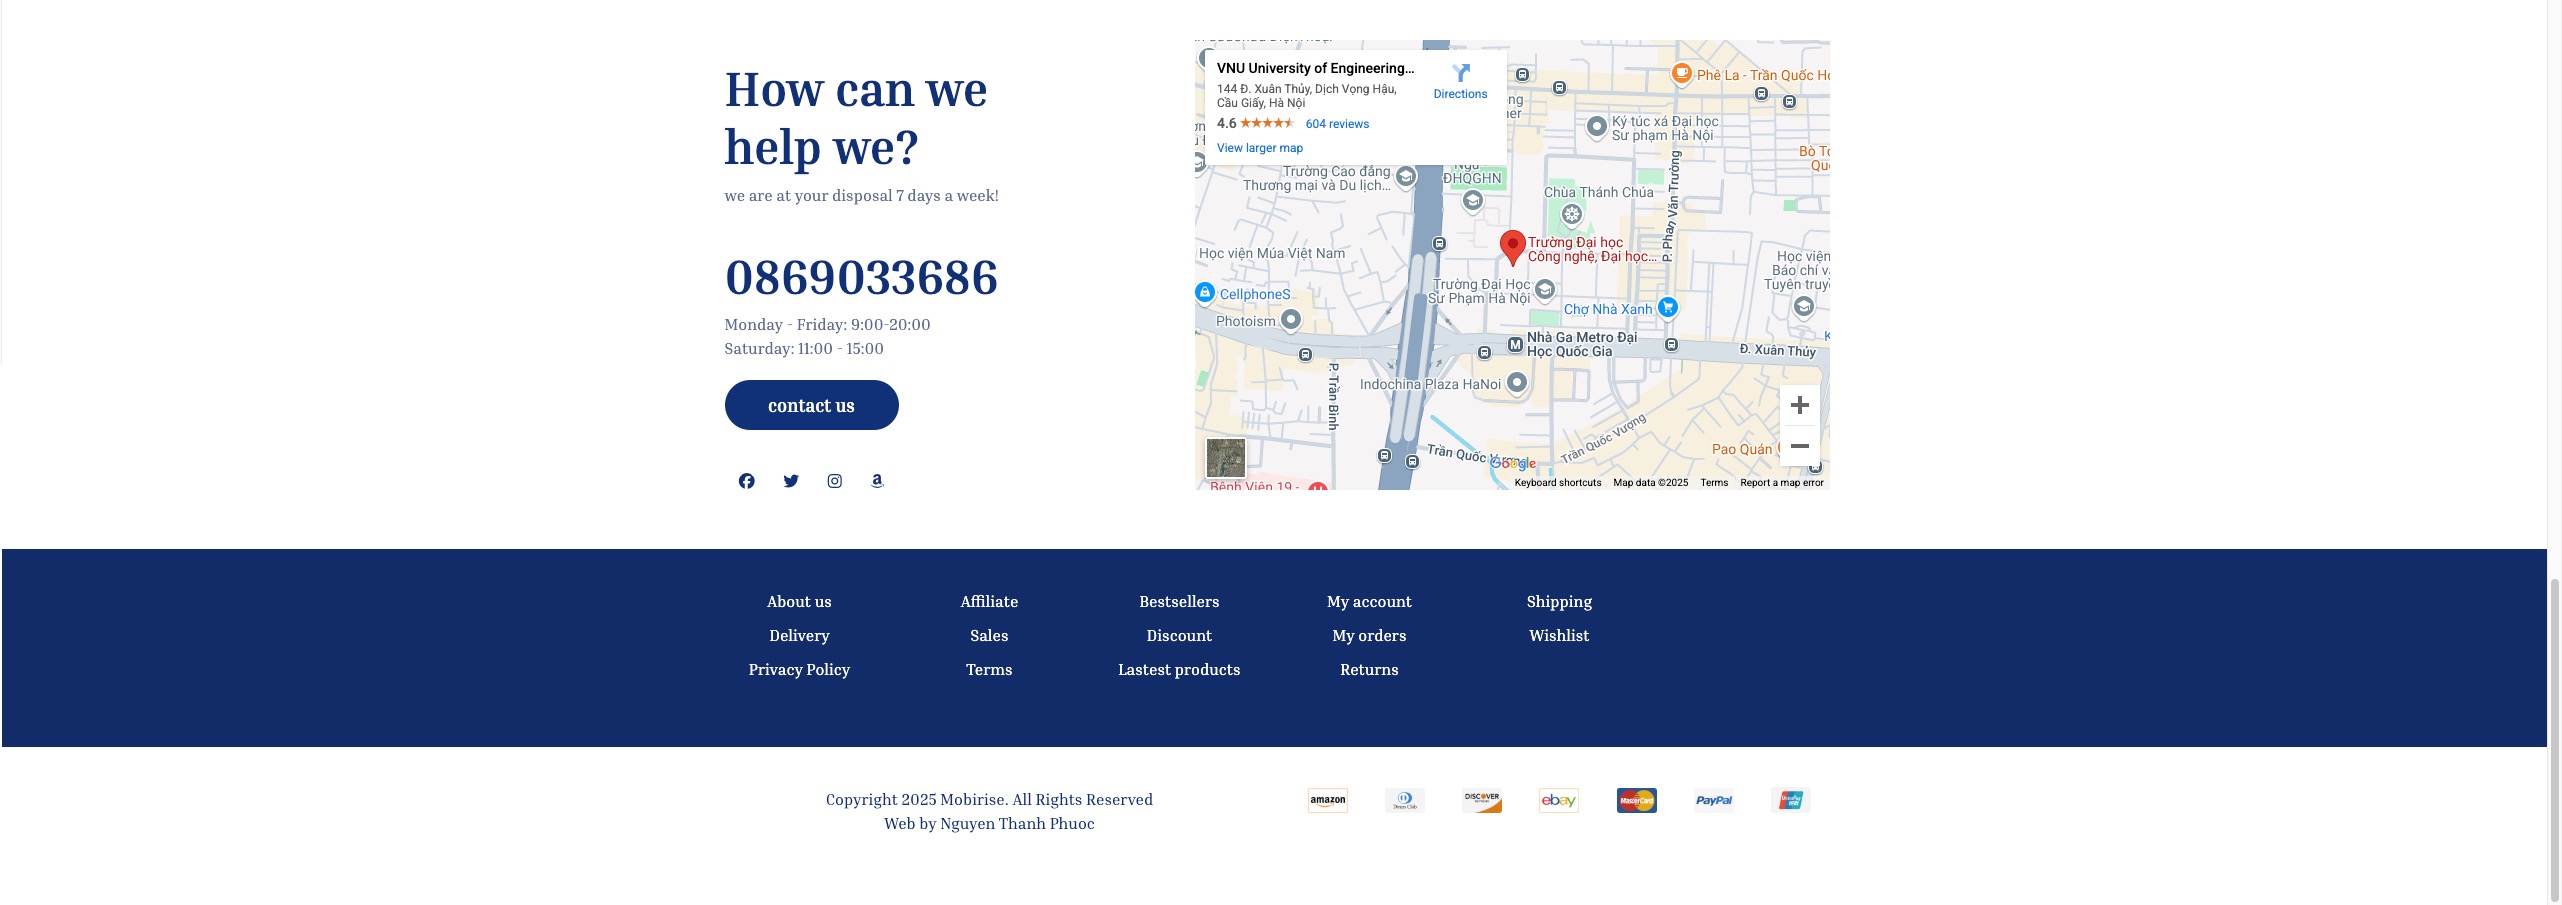 How can we
help we?
we are at your disposal 7 days a week!
0869033686
Monday - Friday: 9:00-20:00
Saturday: 11:00 - 15:00
contact us
VNU University of Engineering...
144 Đ. Xuân Thủy, Dịch Vọng Hậu,
Cầu Giấy, Hà Nội
Directions
4.6
604 reviews
View larger map
Phê La - Trần Quốc
Ký túc xá Đại học
Sư phạm Hà Nội
Trường Cao đẳng
Thương mại và Du lịch...
ĐHQGHN
Chùa Thánh Chúa
P. Phan Văn Trường
Trường Đại học
Công nghệ, Đại học...
Học viện Múa Việt Nam
Học viện
Báo chí
Tuyên
CellphoneS
Photoism
Trường Đại Học
Sư Phạm Hà Nội
Chợ Nhà Xanh
Nhà Ga Metro Đại
Học Quốc Gia
Đ. Xuân Thủy
P. Trần Bình
Indochina Plaza HaNoi
Trần Quốc Vượng
Pao Quán
Trần Quốc
Google
Bệnh Viện 19 -
Keyboard shortcuts
Map data ©2025
Terms
Report a map error
About us
Affiliate
Bestsellers
My account
Shipping
Delivery
Sales
Discount
My orders
Wishlist
Privacy Policy
Terms
Lastest products
Returns
Copyright 2025 Mobirise. All Rights Reserved
Web by Nguyen Thanh Phuoc
amazon
Diners Club
DISCOVER
ebay
MasterCard
PayPal
UnionPay